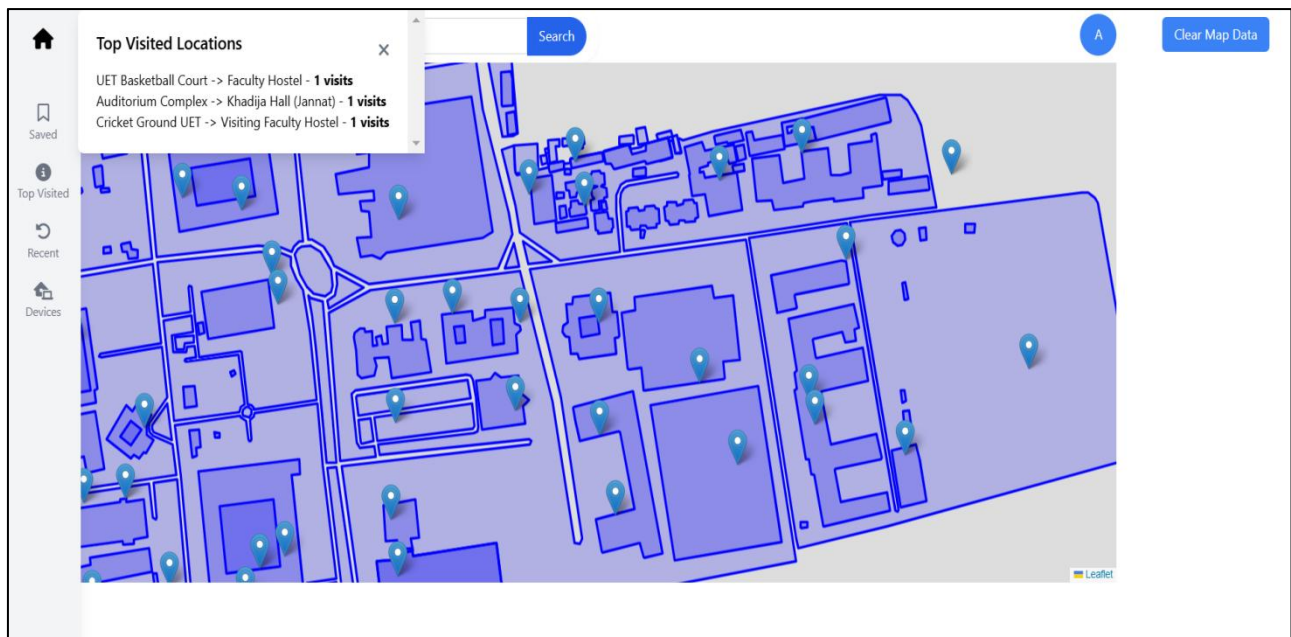 Top Visited Locations
×
UET Basketball Court -> Faculty Hostel - 1 visits
Auditorium Complex -> Khadija Hall (Jannat) - 1 visits
Cricket Ground UET -> Visiting Faculty Hostel - 1 visits
Search
A
Clear Map Data
Saved
Top Visited
Recent
Devices
Leaflet